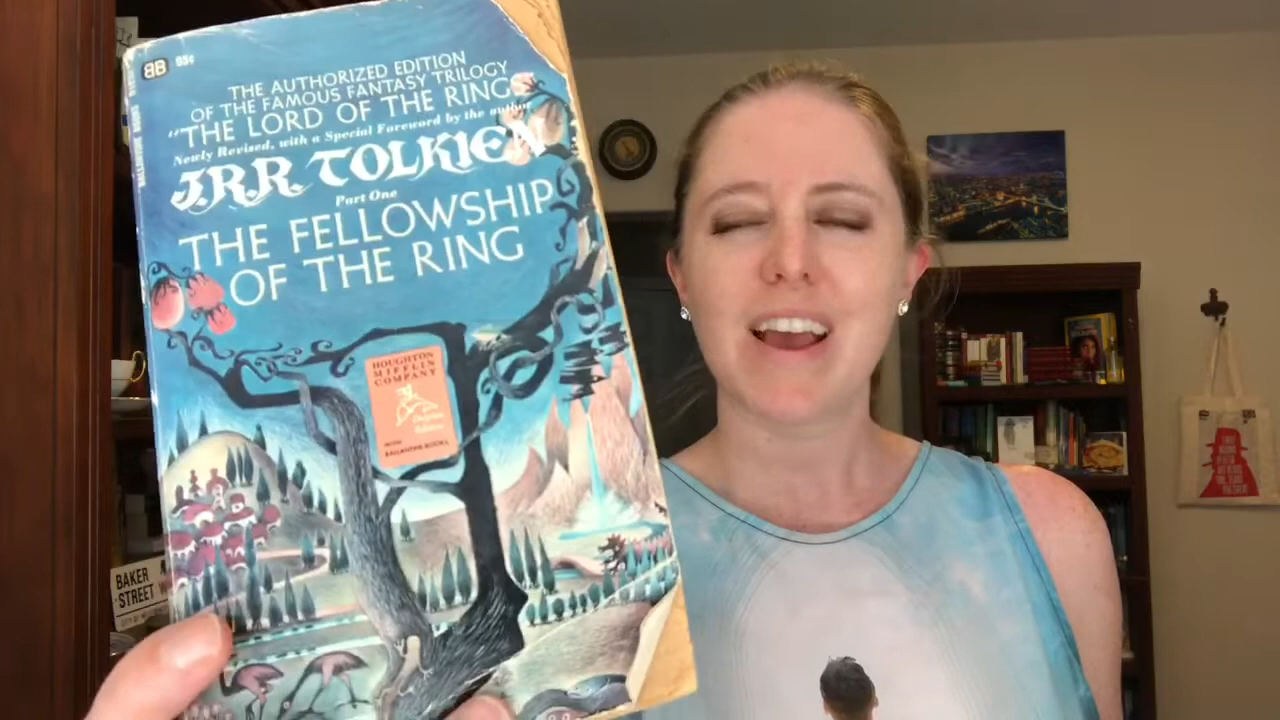 BB 95¢
THE AUTHORIZED EDITION
OF THE FAMOUS FANTASY TRILOGY
"THE LORD OF THE RINGS
Newly Revised, with a Special Foreword by the author
J.R.R. TOLKIEN
Part One
THE FELLOWSHIP
OF THE RING
HOUGHTON
MIFFLIN
COMPANY
BALLANTINE BOOKS
BAKER
STREET W